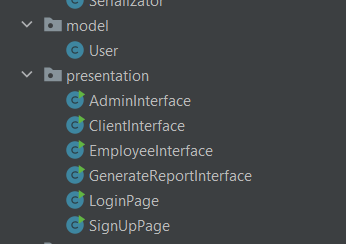 Serializator
model
User
presentation
AdminInterface
ClientInterface
EmployeeInterface
GenerateReportInterface
LoginPage
SignUpPage